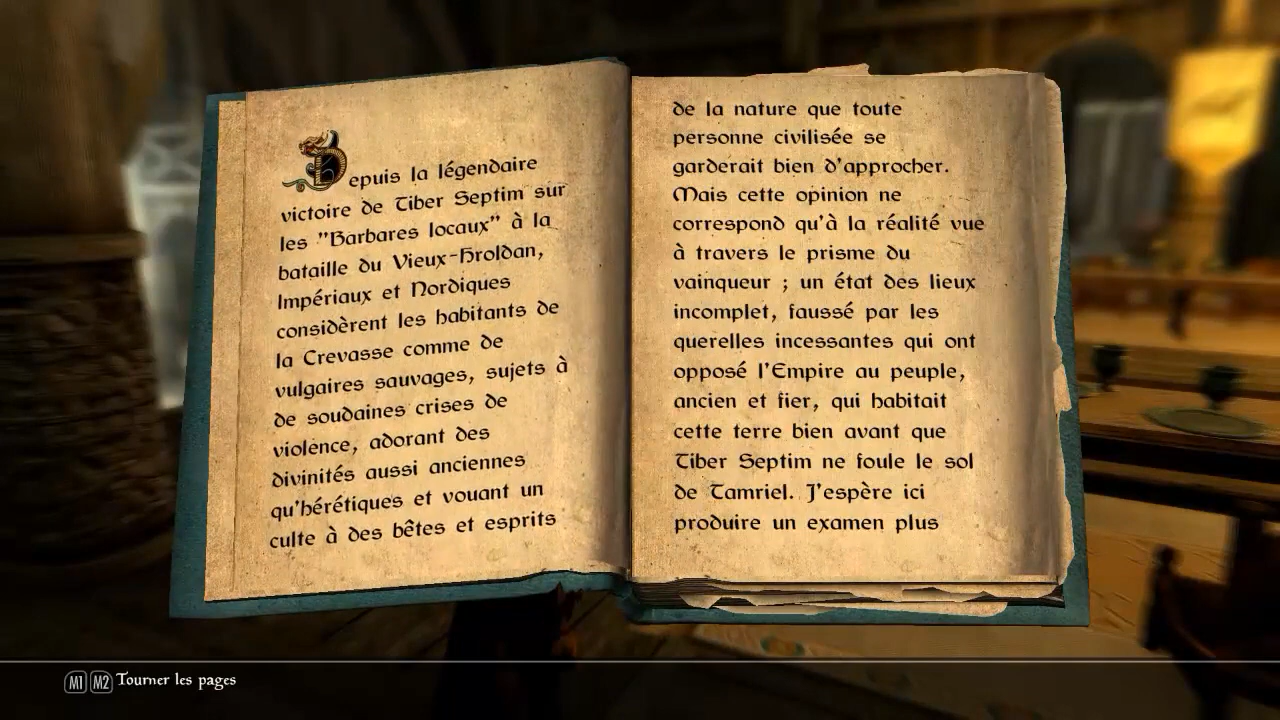 Depuis la légendaire
victoire de Tiber Septim sur
les "Barbares locaux" à la
bataille du Vieux-Hroldan,
Impériaux et Nordiques
considèrent les habitants de
la Crevasse comme de
vulgaires sauvages, sujets à
de soudaines crises de
violence, adorant des
divinités aussi anciennes
qu'hérétiques et vouant un
culte à des bêtes et esprits
de la nature que toute
personne civilisée se
garderait bien d'approcher.
Mais cette opinion ne
correspond qu'à la réalité vue
à travers le prisme du
vainqueur ; un état des lieux
incomplet, faussé par les
querelles incessantes qui ont
opposé l'Empire au peuple,
ancien et fier, qui habitait
cette terre bien avant que
Tiber Septim ne foule le sol
de Tamriel. J'espère ici
produire un examen plus
M1 M2 Tourner les pages